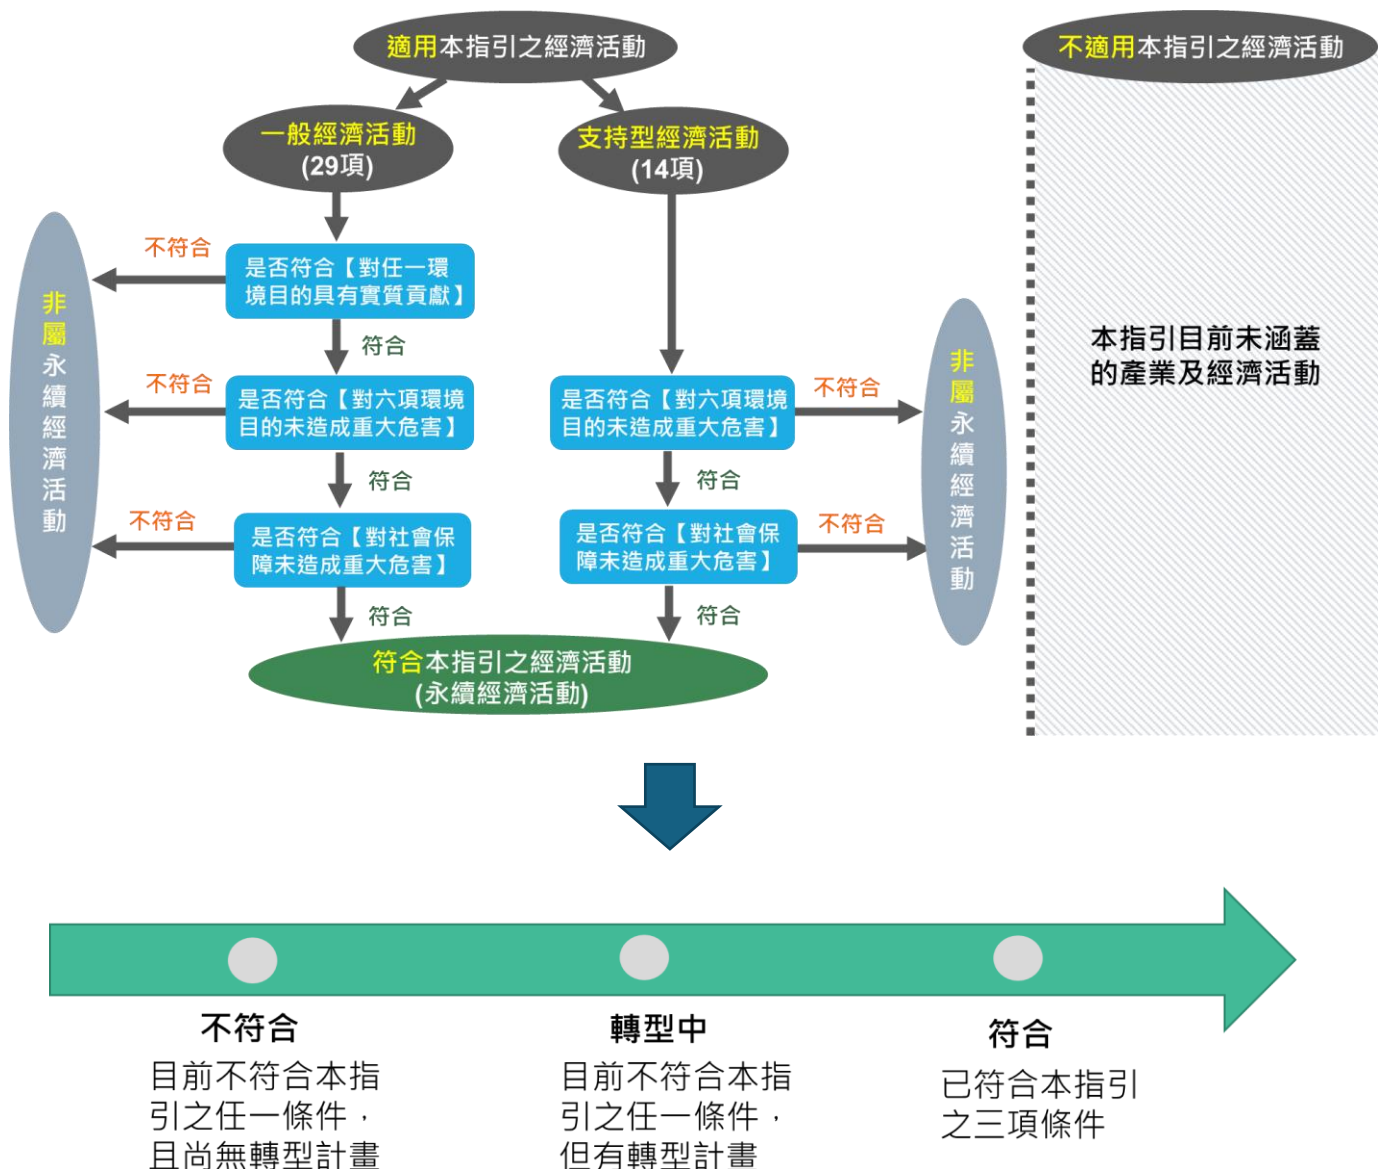 適用本指引之經濟活動
不適用本指引之經濟活動
一般經濟活動
(29項)
支持型經濟活動
(14項)
不符合
是否符合【對任一環
境目的具有實質貢獻】
符合
不符合
是否符合【對六項環境
目的未造成重大危害】
符合
不符合
是否符合【對社會保
障未造成重大危害】
符合
非屬永續經濟活動
是否符合【對六項環境
目的未造成重大危害】
不符合
符合
是否符合【對社會保
障未造成重大危害】
不符合
符合
非屬永續經濟活動
本指引目前未涵蓋
的產業及經濟活動
符合本指引之經濟活動
(永續經濟活動)
不符合
目前不符合本指
引之任一條件，
且尚無轉型計畫
轉型中
目前不符合本指
引之任一條件，
但有轉型計畫
符合
已符合本指引
之三項條件